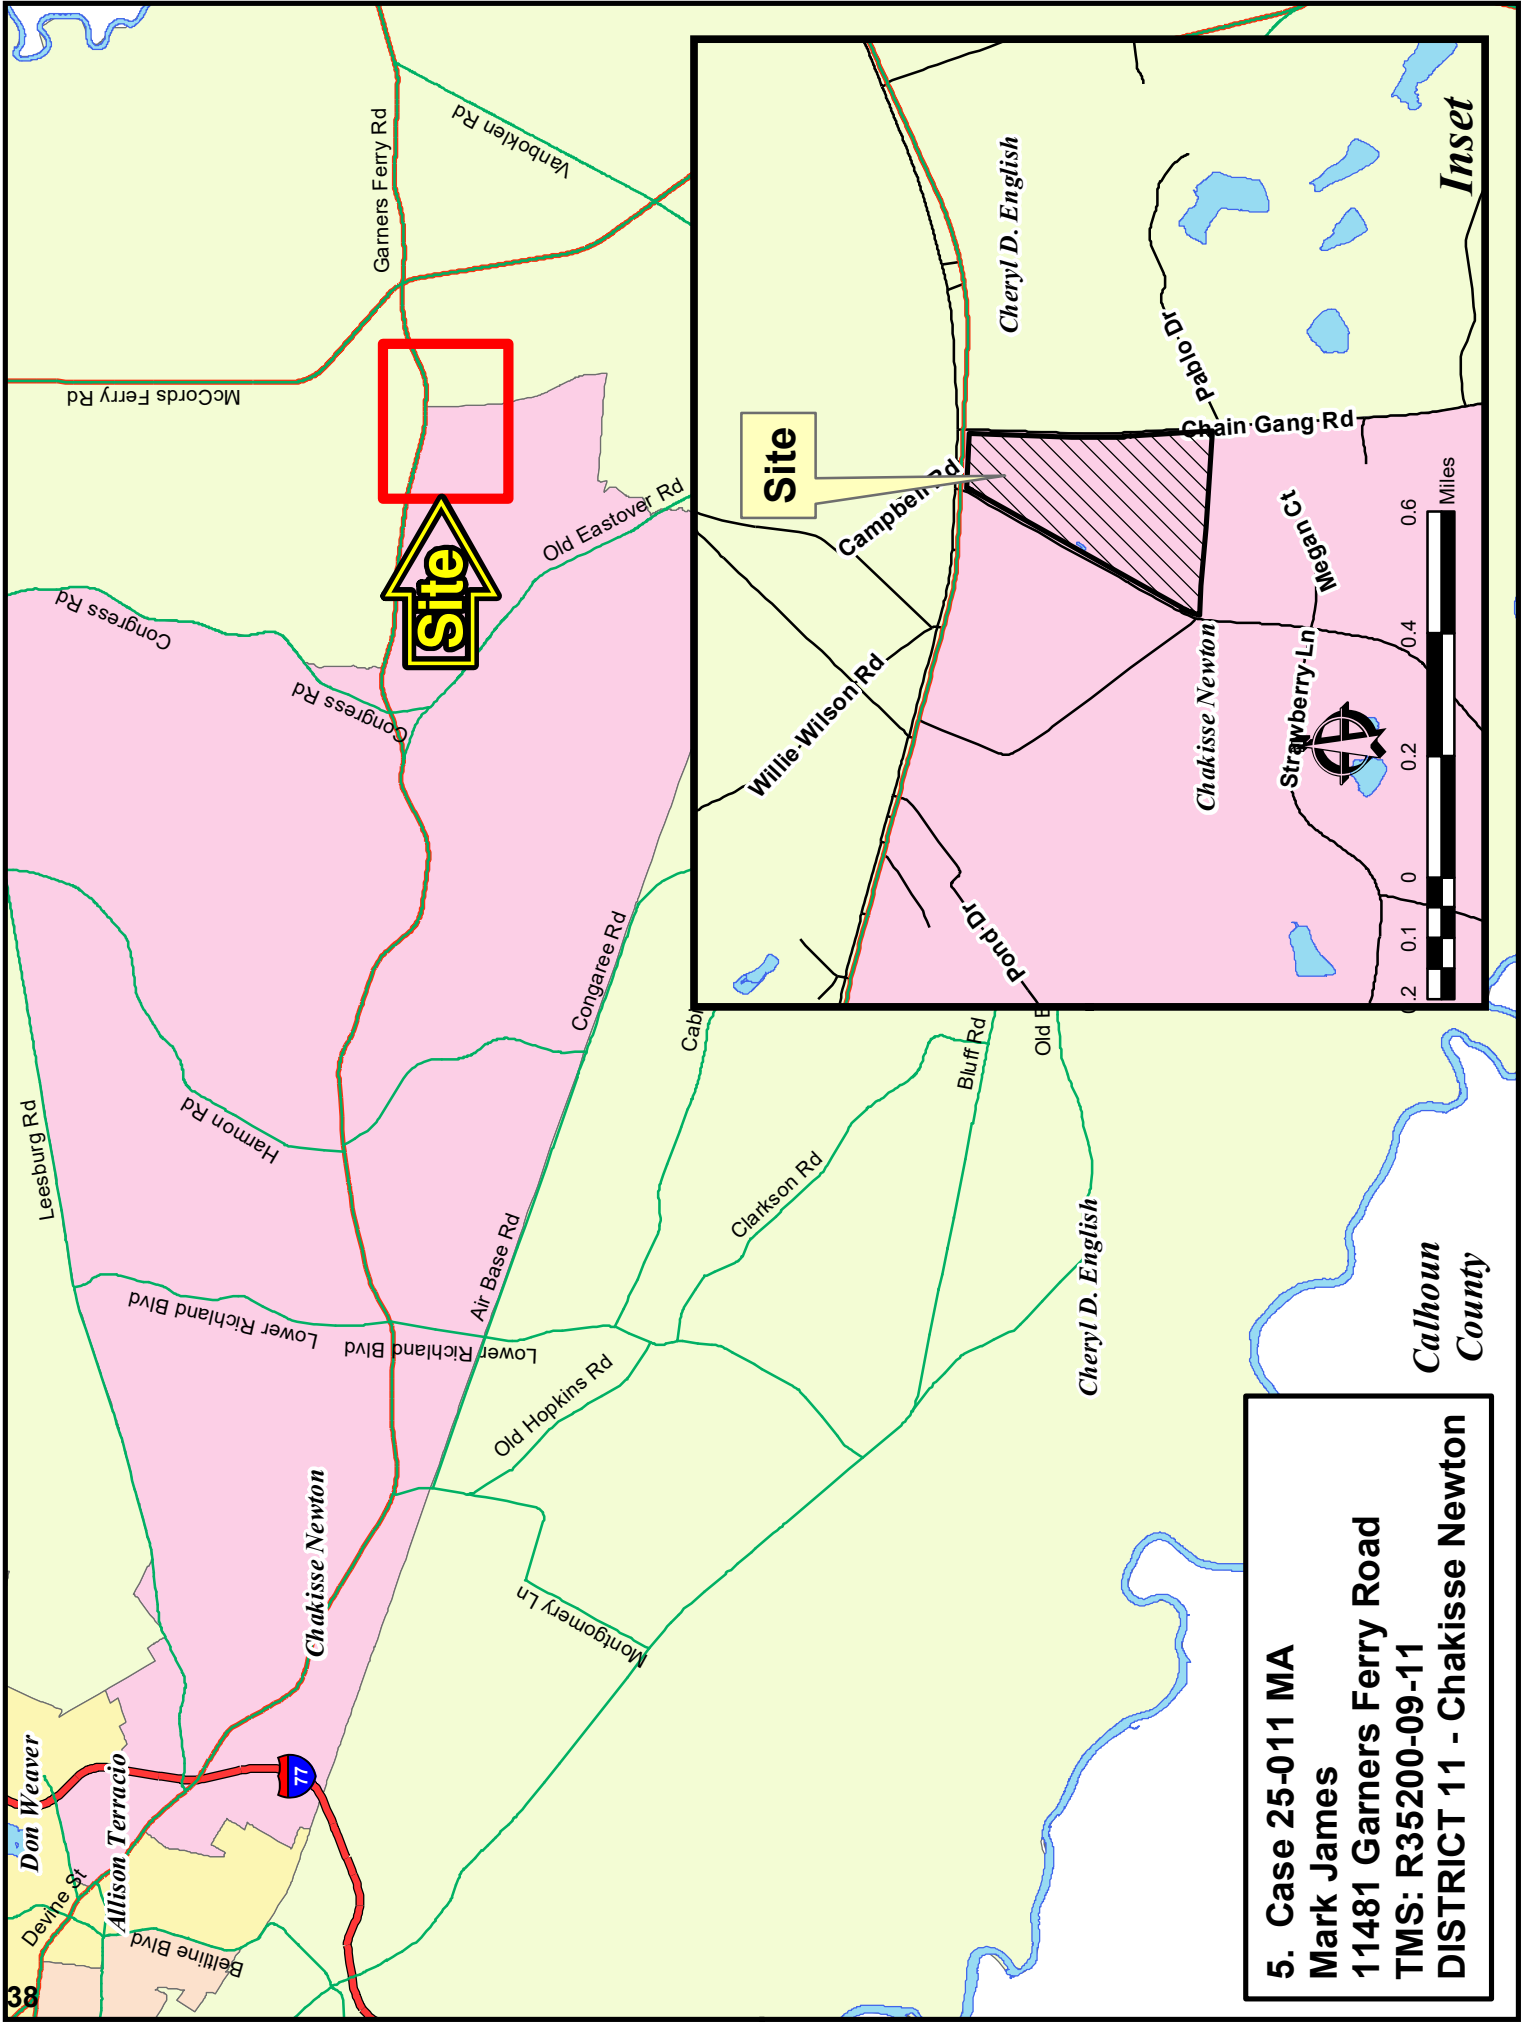 38
Don Weaver
Allison Terracio
Devine St
Beltline Blvd
77
Leesburg Rd
Chakisse Newton
Lower Richland Blvd
Lower Richland Blvd
Harmon Rd
Air Base Rd
Congaree Rd
Congress Rd
Congress Rd
Old Eastover Rd
Site
McCords Ferry Rd
Garners Ferry Rd
Vanboklen Rd
Montgomery Ln
Old Hopkins Rd
Clarkson Rd
Bluff Rd
Cheryl D. English
Calhoun
County
Site
Campbell Rd
Willie Wilson Rd
Pond Dr
Chakisse Newton
Strawberry Ln
Megan Ct
Chain Gang Rd
Pablo Dr
Cheryl D. English
Inset
0.1 0 0.2 0.4 0.6
Miles
5. Case 25-011 MA
Mark James
11481 Garners Ferry Road
TMS: R35200-09-11
DISTRICT 11 - Chakisse Newton